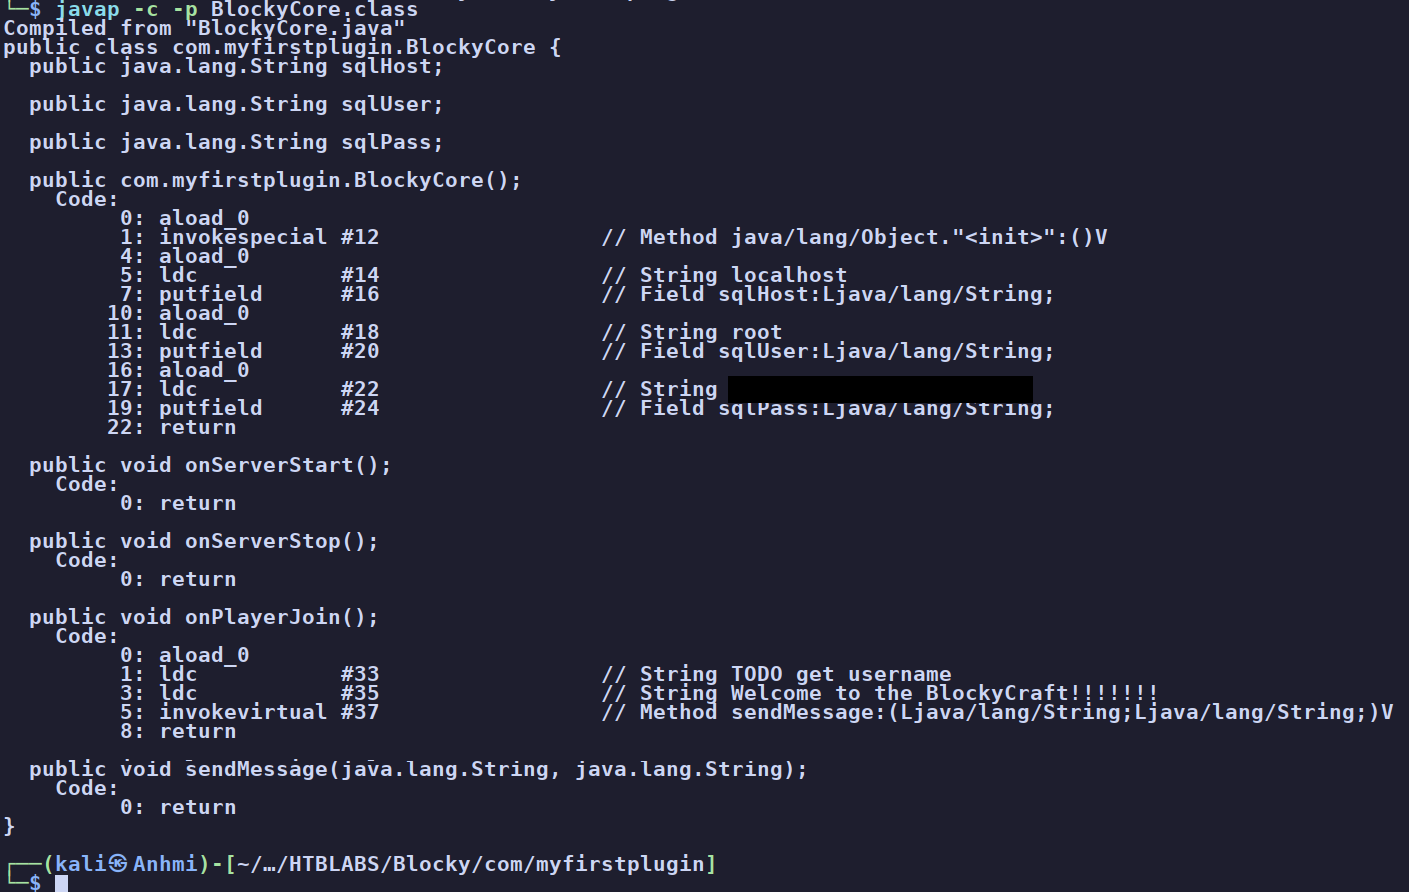 └─$ javap -c -p BlockyCore.class
Compiled from "BlockyCore.java"
public class com.myfirstplugin.BlockyCore {
  public java.lang.String sqlHost;

  public java.lang.String sqlUser;

  public java.lang.String sqlPass;

  public com.myfirstplugin.BlockyCore();
    Code:
         0: aload_0
         1: invokespecial #12                 // Method java/lang/Object."<init>":()V
         4: aload_0
         5: ldc           #14                 // String localhost
         7: putfield      #16                 // Field sqlHost:Ljava/lang/String;
        10: aload_0
        11: ldc           #18                 // String root
        13: putfield      #20                 // Field sqlUser:Ljava/lang/String;
        16: aload_0
        17: ldc           #22                 // String
        19: putfield      #24                 // Field sqlPass:Ljava/lang/String;
        22: return

  public void onServerStart();
    Code:
         0: return

  public void onServerStop();
    Code:
         0: return

  public void onPlayerJoin();
    Code:
         0: aload_0
         1: ldc           #33                 // String TODO get username
         3: ldc           #35                 // String Welcome to the BlockyCraft!!!!!!!
         5: invokevirtual #37                 // Method sendMessage:(Ljava/lang/String;Ljava/lang/String;)V
         8: return

  public void sendMessage(java.lang.String, java.lang.String);
    Code:
         0: return
}

┌──(kali㉿Anhmi)-[~/…/HTBLABS/Blocky/com/myfirstplugin]
└─$